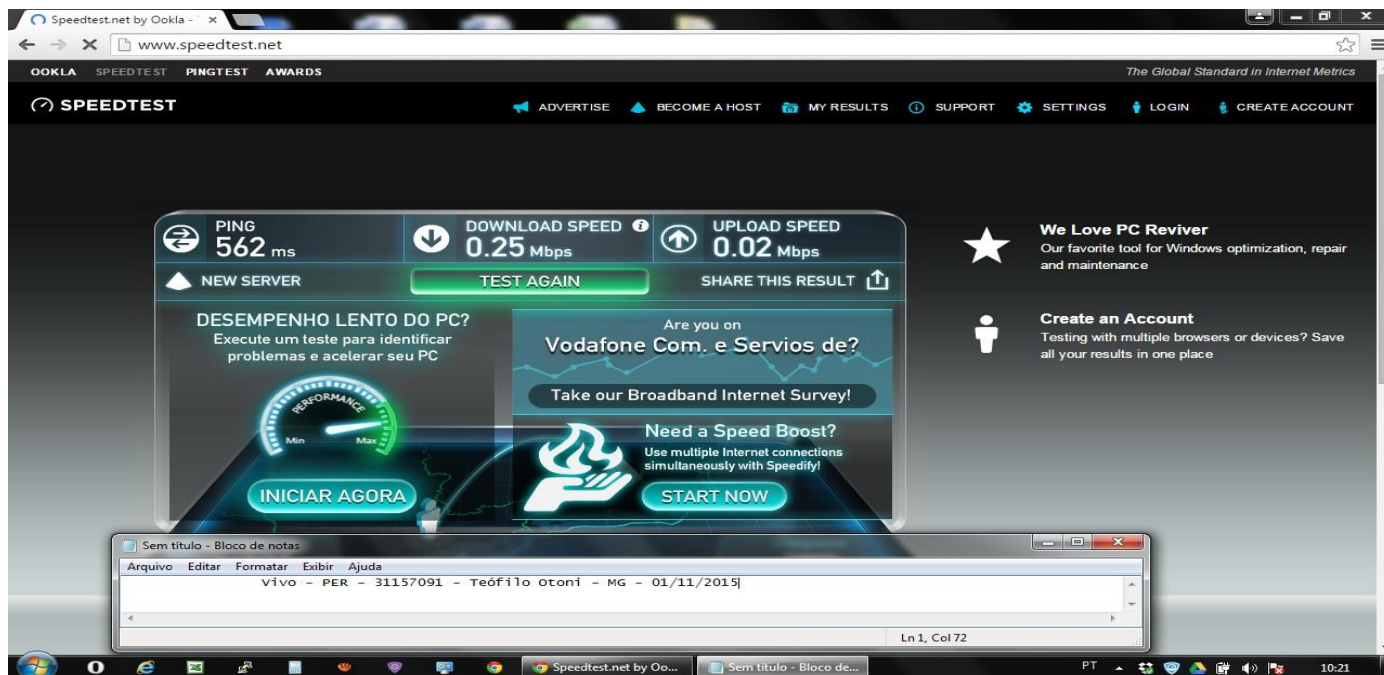 Speedtest.net by Ookla -
www.speedtest.net
OOKLA SPEEDTEST PINGTEST AWARDS
The Global Standard in Internet Metrics
SPEEDTEST
ADVERTISE BECOME A HOST MY RESULTS SUPPORT SETTINGS LOGIN CREATE ACCOUNT
PING
562 ms
DOWNLOAD SPEED
0.25 Mbps
UPLOAD SPEED
0.02 Mbps
NEW SERVER
TEST AGAIN
SHARE THIS RESULT
DESEMPENHO LENTO DO PC?
Execute um teste para identificar
problemas e acelerar seu PC
PERFORMANCE
Min Max
INICIAR AGORA
Are you on
Vodafone Com. e Servios de?
Take our Broadband Internet Survey!
Need a Speed Boost?
Use multiple Internet connections
simultaneously with Speedify!
START NOW
We Love PC Reviver
Our favorite tool for Windows optimization, repair
and maintenance
Create an Account
Testing with multiple browsers or devices? Save
all your results in one place
Sem título - Bloco de notas
Arquivo Editar Formatar Exibir Ajuda
Vivo - PER - 31157091 - Teófilo Otoni - MG - 01/11/2015
Ln 1, Col 72
Speedtest.net by Oo...
Sem título - Bloco de...
PT
10:21